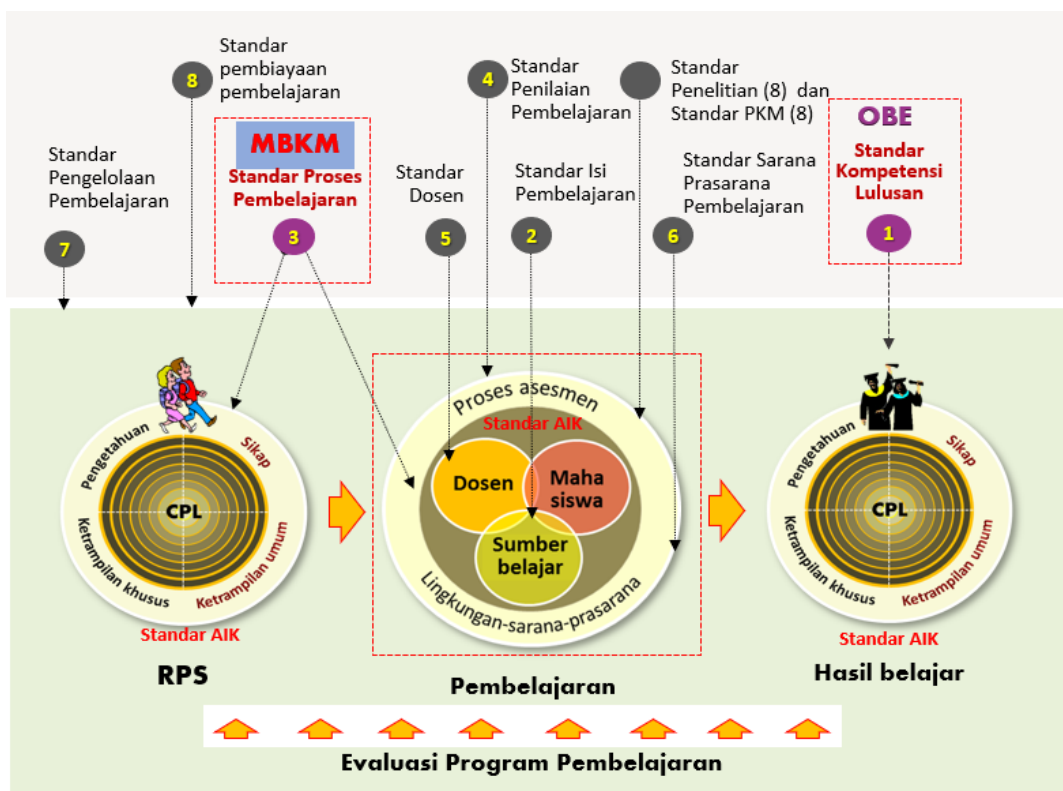 Standar
pembiayaan
pembelajaran
8
Standar
Penilaian
Pembelajaran
4
Standar
Penelitian (8) dan
Standar PKM (8)
OBE
Standar
Kompetensi
Lulusan
1
MBKM
Standar Proses
Pembelajaran
3
Standar
Pengelolaan
Pembelajaran
7
Standar
Dosen
5
Standar Isi
Pembelajaran
2
Standar Sarana
Prasarana
Pembelajaran
6
Pengetahuan
Sikap
CPL
Ketrampilan khusus
Ketrampilan umum
Standar AIK
RPS
Proses asesmen
Standar AIK
Dosen
Maha
siswa
Sumber
belajar
Lingkungan-sarana-prasarana
Pembelajaran
Pengetahuan
Sikap
CPL
Ketrampilan khusus
Ketrampilan umum
Standar AIK
Hasil belajar
Evaluasi Program Pembelajaran